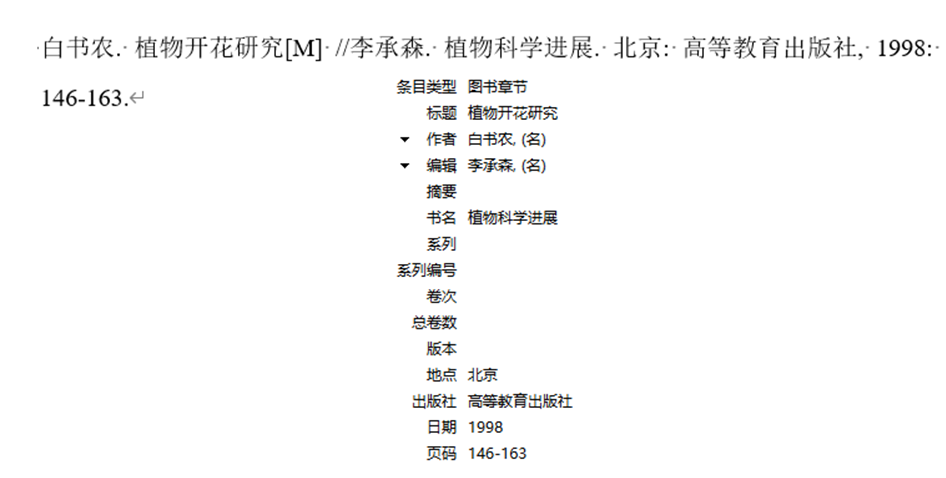 白书农. 植物开花研究[M] //李承森. 植物科学进展. 北京: 高等教育出版社, 1998:
146-163.↵
条目类型 图书章节
标题 植物开花研究
作者 白书农, (名)
编辑 李承森, (名)
摘要
书名 植物科学进展
系列
系列编号
卷次
总卷数
版本
地点 北京
出版社 高等教育出版社
日期 1998
页码 146-163